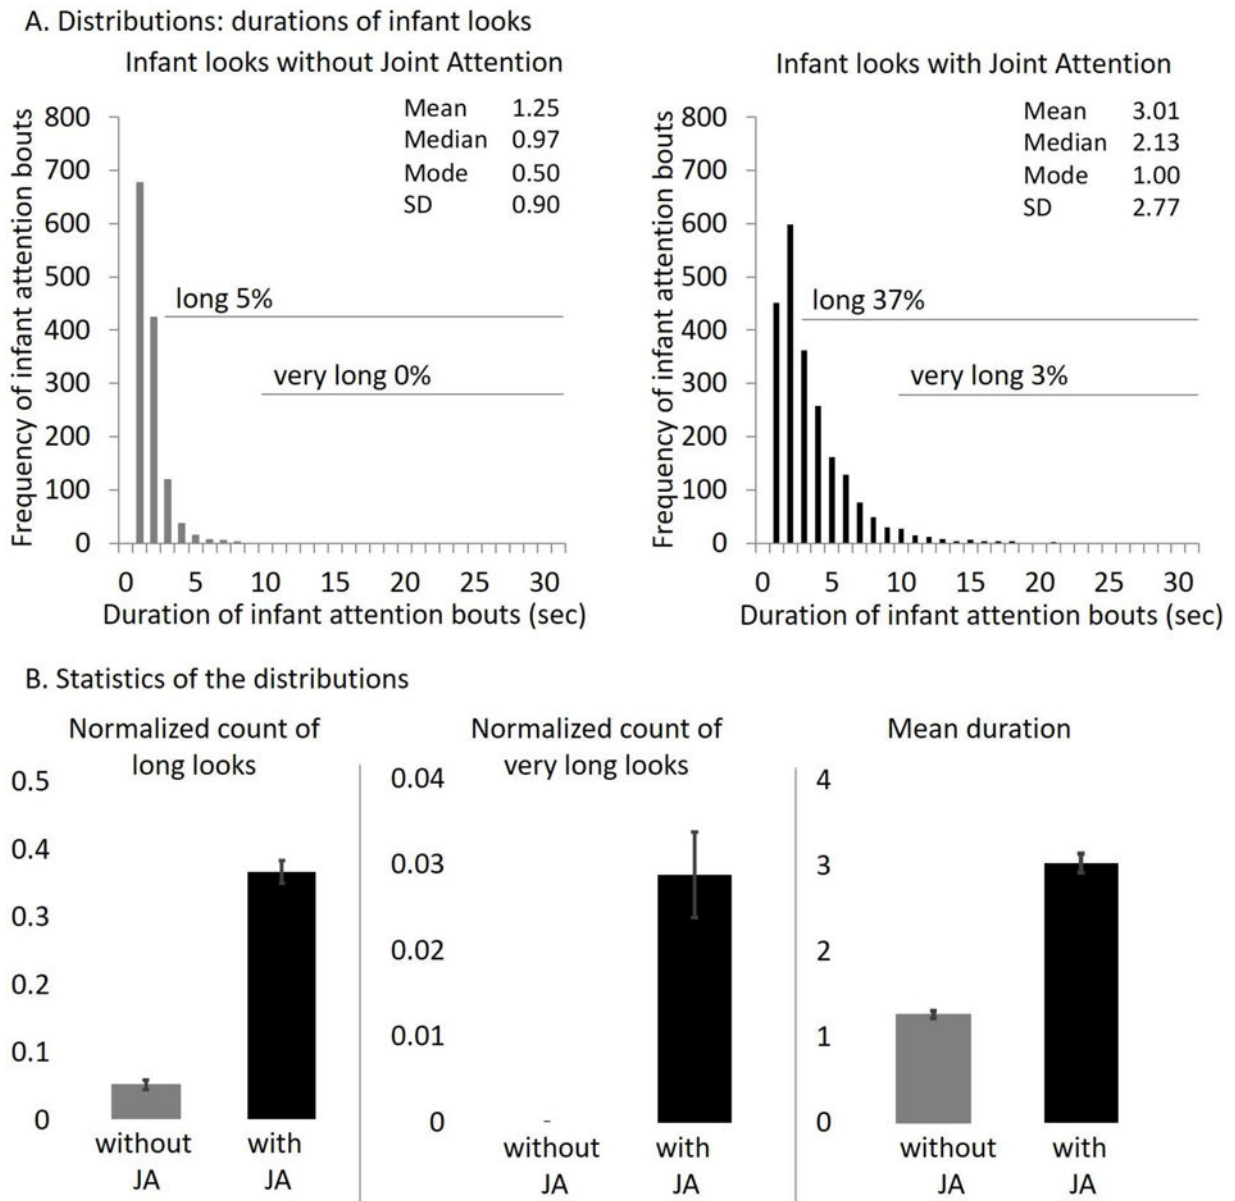 A. Distributions: durations of infant looks
Infant looks without Joint Attention
Mean 1.25
Median 0.97
Mode 0.50
SD 0.90
Frequency of infant attention bouts
800
700
600
500
400
300
200
100
0
long 5%
very long 0%
0 5 10 15 20 25 30
Duration of infant attention bouts (sec)
Infant looks with Joint Attention
Mean 3.01
Median 2.13
Mode 1.00
SD 2.77
Frequency of infant attention bouts
800
700
600
500
400
300
200
100
0
long 37%
very long 3%
0 5 10 15 20 25 30
Duration of infant attention bouts (sec)
B. Statistics of the distributions
Normalized count of
long looks
0.5
0.4
0.3
0.2
0.1
0
without with
JA JA
Normalized count of
very long looks
0.04
0.03
0.02
0.01
0
without with
JA JA
Mean duration
4
3
2
1
0
without with
JA JA